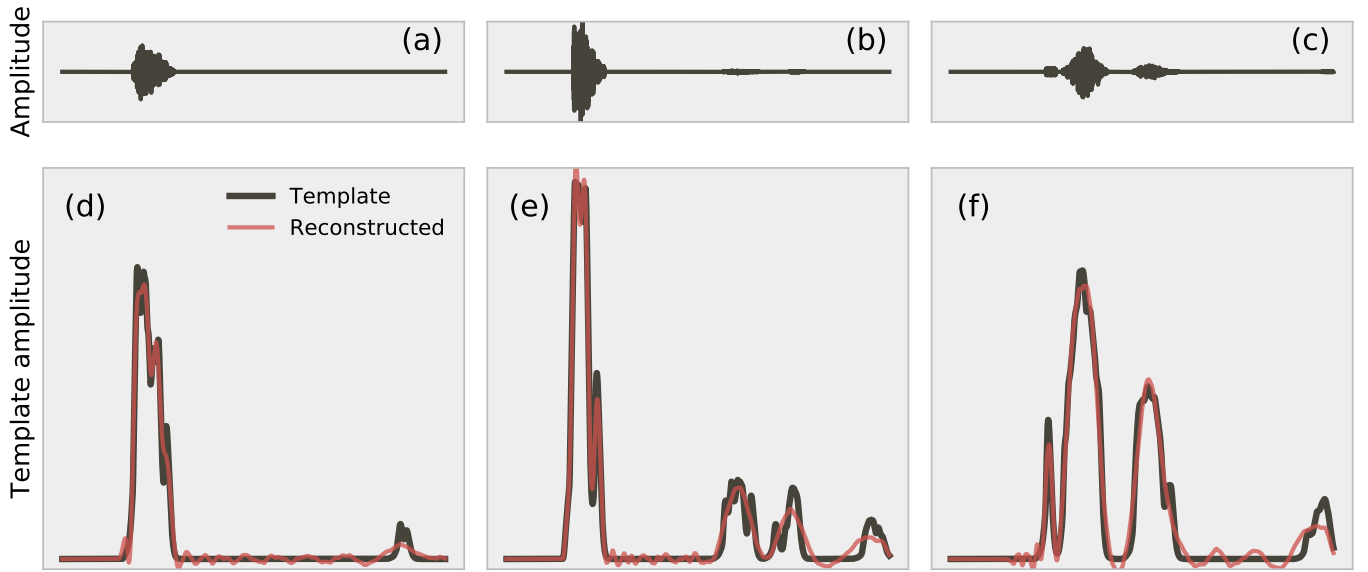 Amplitude
(a)
(b)
(c)
Template amplitude
(d)
Template
Reconstructed
(e)
(f)